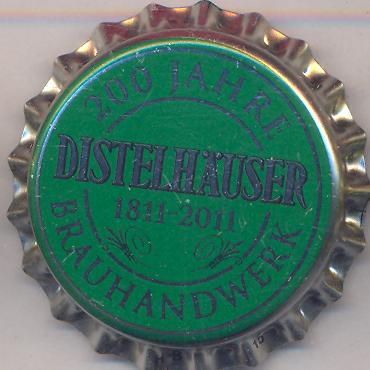 200 JAHRE
DISTELHÄUSER
1811-2011
BRAUHANDWERK